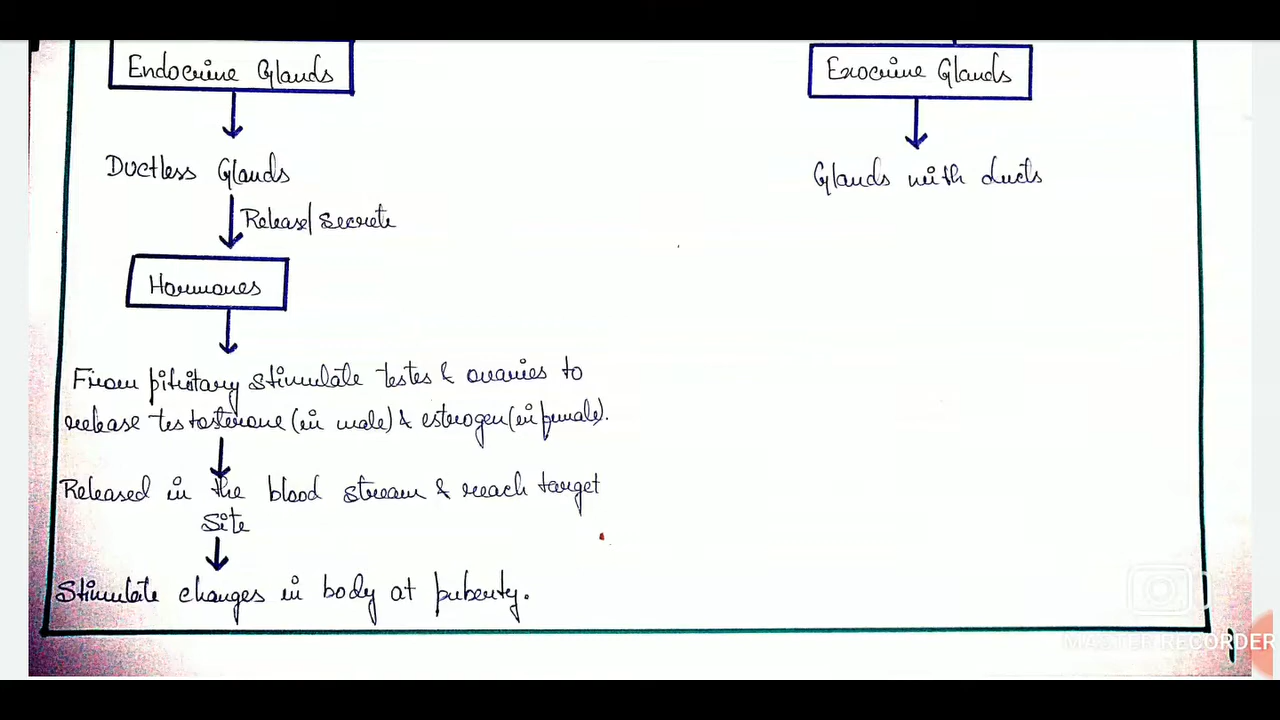 Endocrine Glands
Exocrine Glands
Ductless Glands
Glands with ducts
Release/secrete
Hormones
From pituitary stimulate testes & ovaries to
release testosterone (in male) & estrogen (in female).
Released in the blood stream & reach target
site
Stimulate changes in body at puberty.
MASTER RECORDER
1